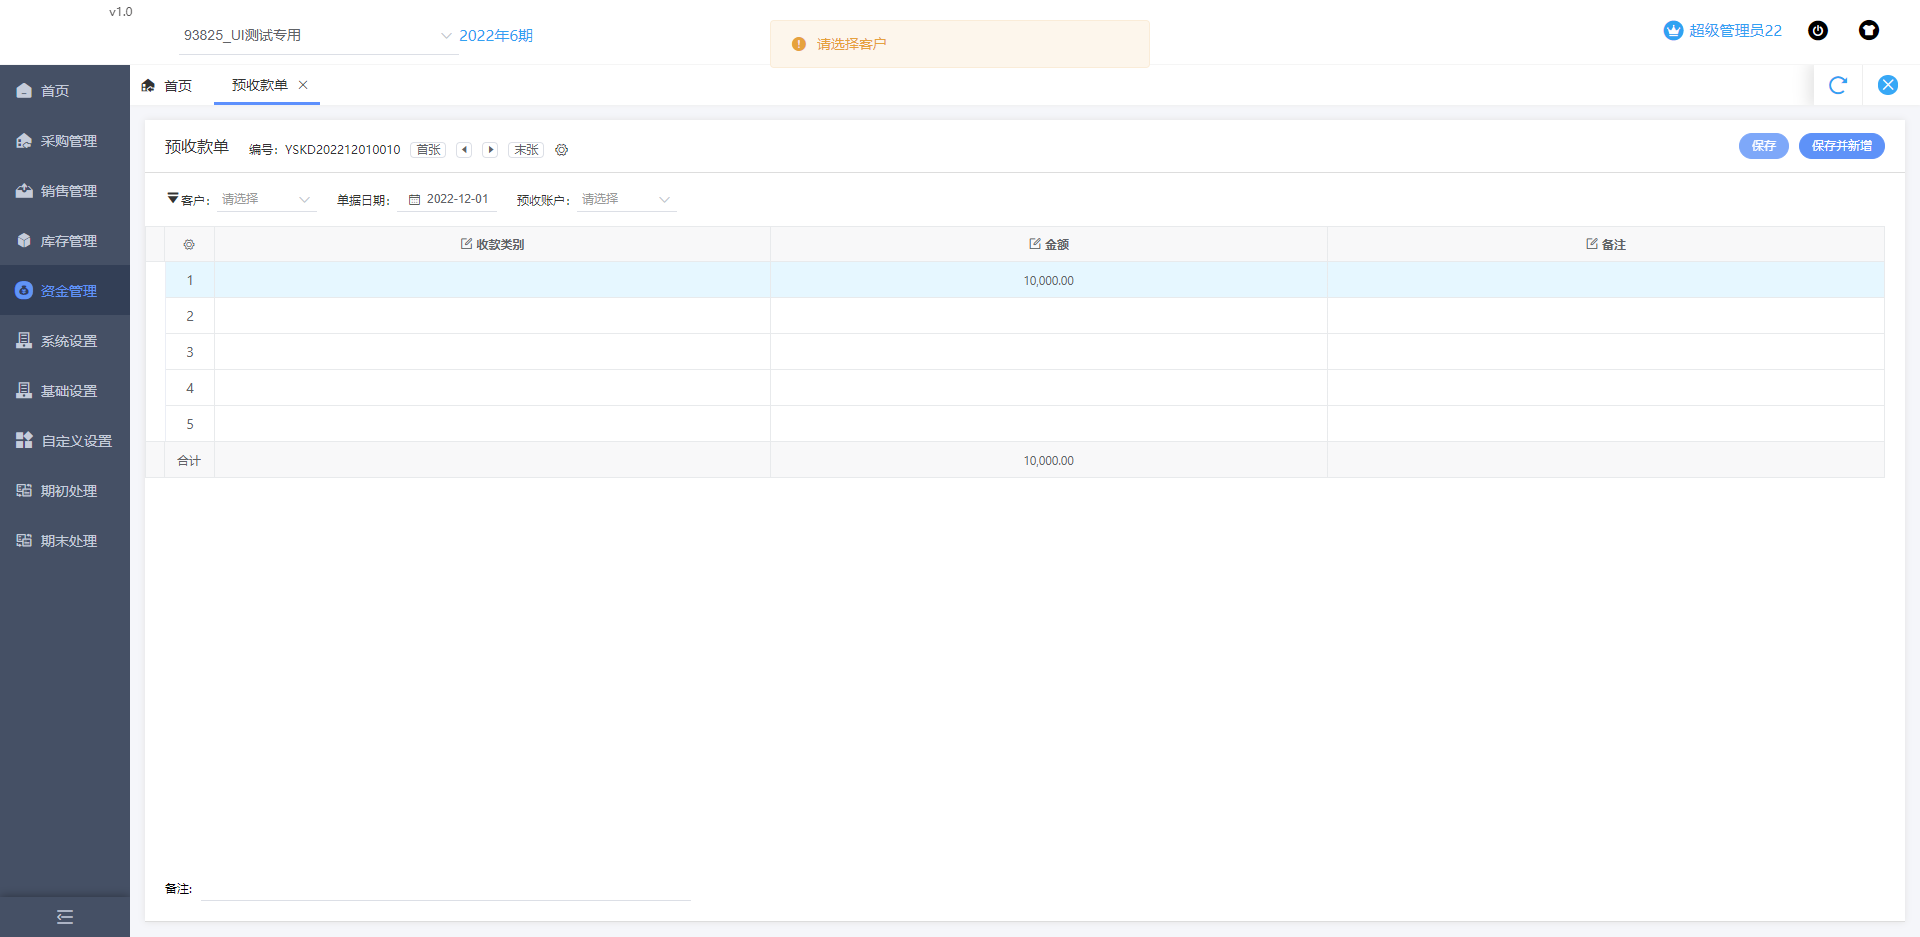 v1.0
93825_UI测试专用
2022年6期
请选择客户
超级管理员22
首页
采购管理
销售管理
库存管理
资金管理
系统设置
基础设置
自定义设置
期初处理
期末处理
首页
预收款单
预收款单
编号: YSKD202212010010
首张
末张
保存
保存并新增
客户: 请选择
单据日期: 2022-12-01
预收账户: 请选择
收款类别
金额
备注
1
10,000.00
2
3
4
5
合计
10,000.00
备注: